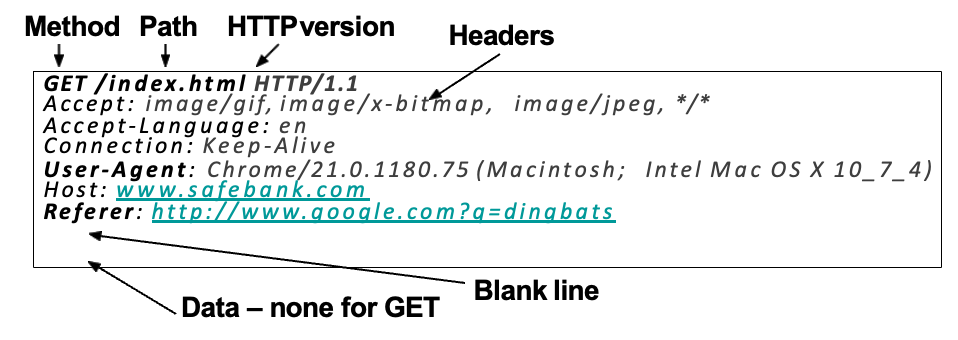 Method Path HTTP version Headers
GET /index.html HTTP/1.1
Accept: image/gif, image/x-bitmap, image/jpeg, */*
Accept-Language: en
Connection: Keep-Alive
User-Agent: Chrome/21.0.1180.75 (Macintosh; Intel Mac OS X 10_7_4)
Host: www.safebank.com
Referer: http://www.google.com?q=dingbats
Blank line
Data – none for GET